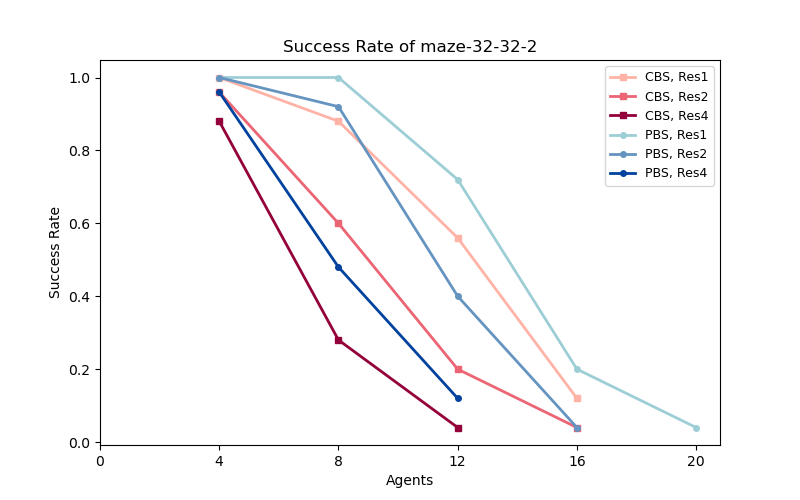 Success Rate of maze-32-32-2
CBS, Res1
CBS, Res2
CBS, Res4
PBS, Res1
PBS, Res2
PBS, Res4
Success Rate
1.0
0.8
0.6
0.4
0.2
0.0
0 4 8 12 16 20
Agents